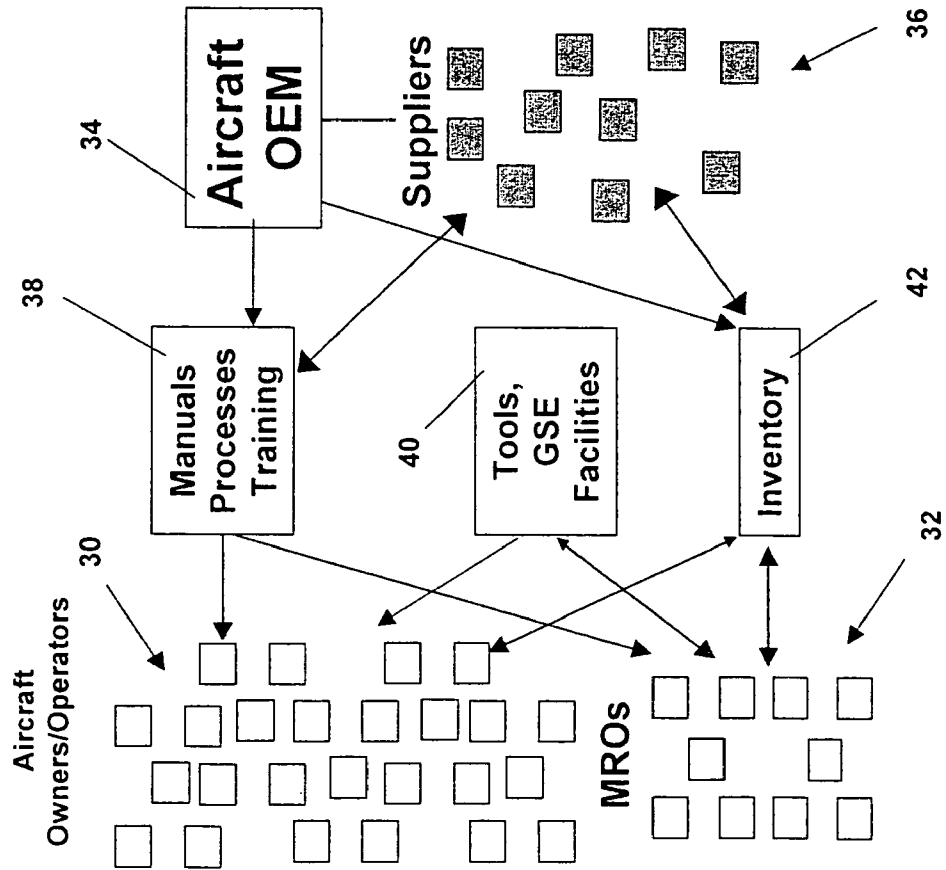 Aircraft
Owners/Operators
30
MROs
32
38
Manuals
Processes
Training
40
Tools,
GSE
Facilities
Inventory
42
34
Aircraft
OEM
Suppliers
36